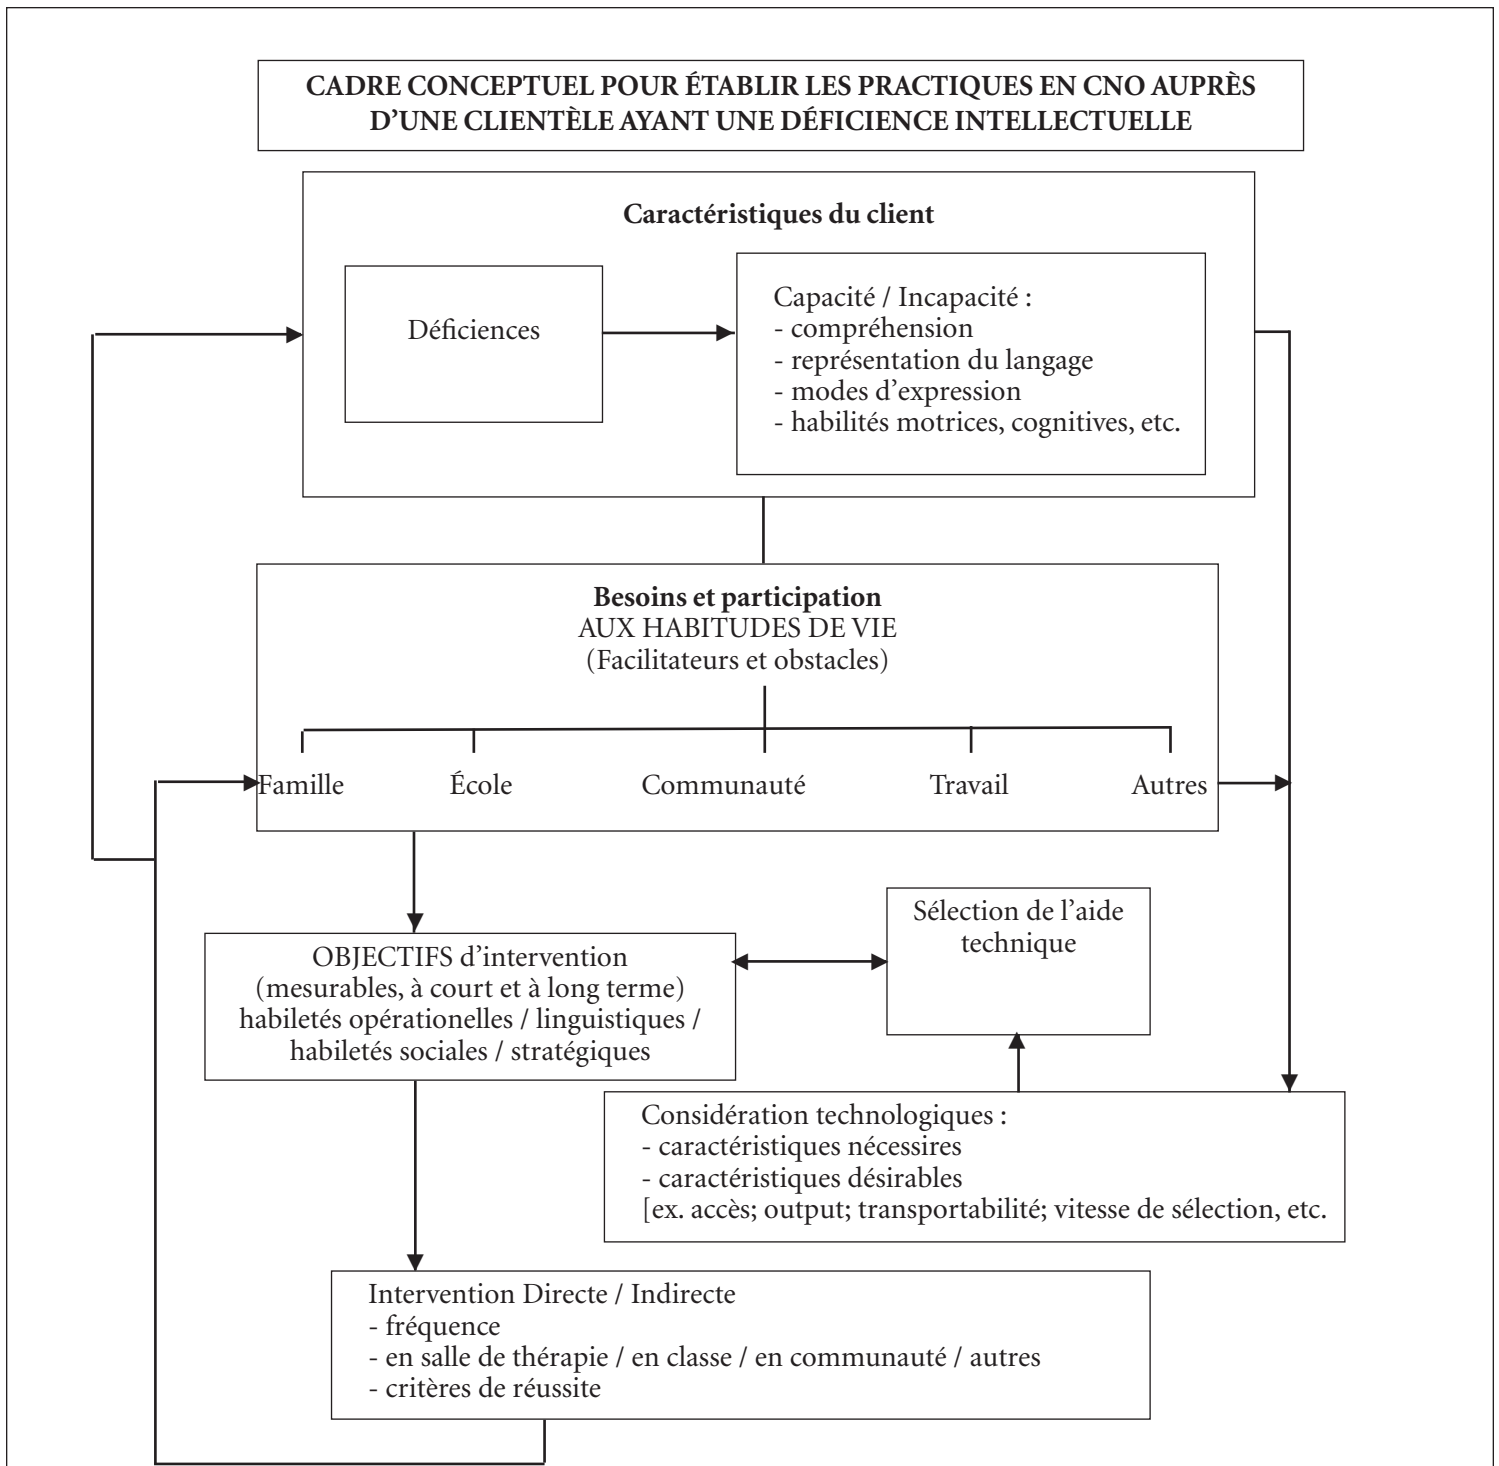 CADRE CONCEPTUEL POUR ÉTABLIR LES PRACTIQUES EN CNO AUPRÈS
D'UNE CLIENTÈLE AYANT UNE DÉFICIENCE INTELLECTUELLE
Caractéristiques du client
Déficiences
Capacité / Incapacité :
- compréhension
- représentation du langage
- modes d'expression
- habilités motrices, cognitives, etc.
Besoins et participation
AUX HABITUDES DE VIE
(Facilitateurs et obstacles)
Famille École Communauté Travail Autres
Sélection de l'aide
technique
OBJECTIFS d'intervention
(mesurables, à court et à long terme)
habiletés opérationelles / linguistiques /
habiletés sociales / stratégiques
Considération technologiques :
- caractéristiques nécessires
- caractéristiques désirables
[ex. accès; output; transportabilité; vitesse de sélection, etc.
Intervention Directe / Indirecte
- fréquence
- en salle de thérapie / en classe / en communauté / autres
- critères de réussite